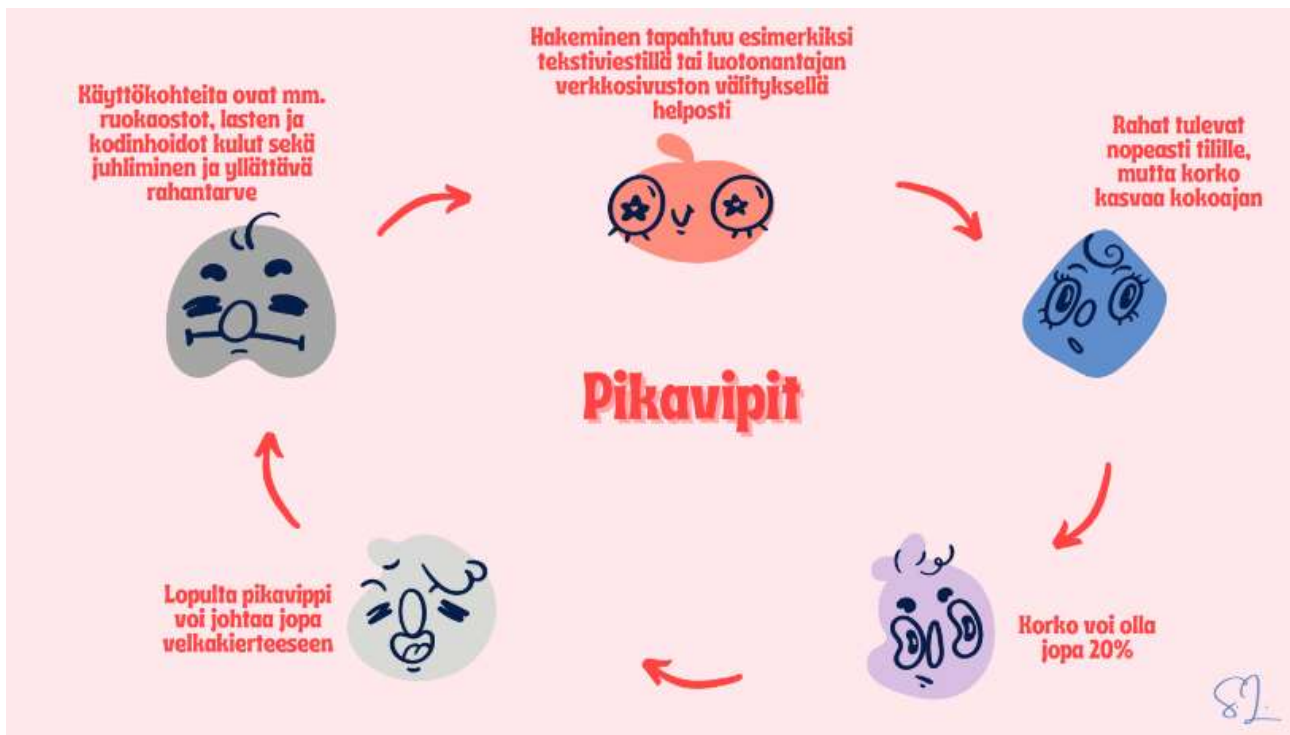 Hakeminen tapahtuu esimerkiksi
tekstiviestillä tai luotonantajan
verkkosivuston välityksellä
helposti
Rahat tulevat
nopeasti tilille,
mutta korko
kasvaa kokoajan
Korko voi olla
jopa 20%
Lopulta pikavippi
voi johtaa jopa
velkakierteeseen
Käyttökohteita ovat mm.
ruokaostot, lasten ja
kodinhoidot kulut sekä
juhliminen ja yllättävä
rahantarve
Pikavipit